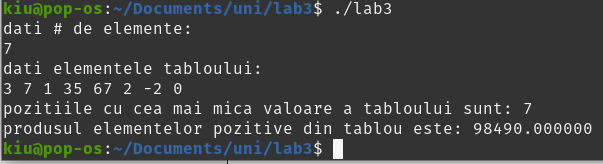 kiu@pop-os:~/Documents/uni/lab3$ ./lab3
dati # de elemente:
7
dati elementele tabloului:
3 7 1 35 67 2 -2 0
pozitiile cu cea mai mica valoare a tabloului sunt: 7
produsul elementelor pozitive din tablou este: 98490.000000
kiu@pop-os:~/Documents/uni/lab3$